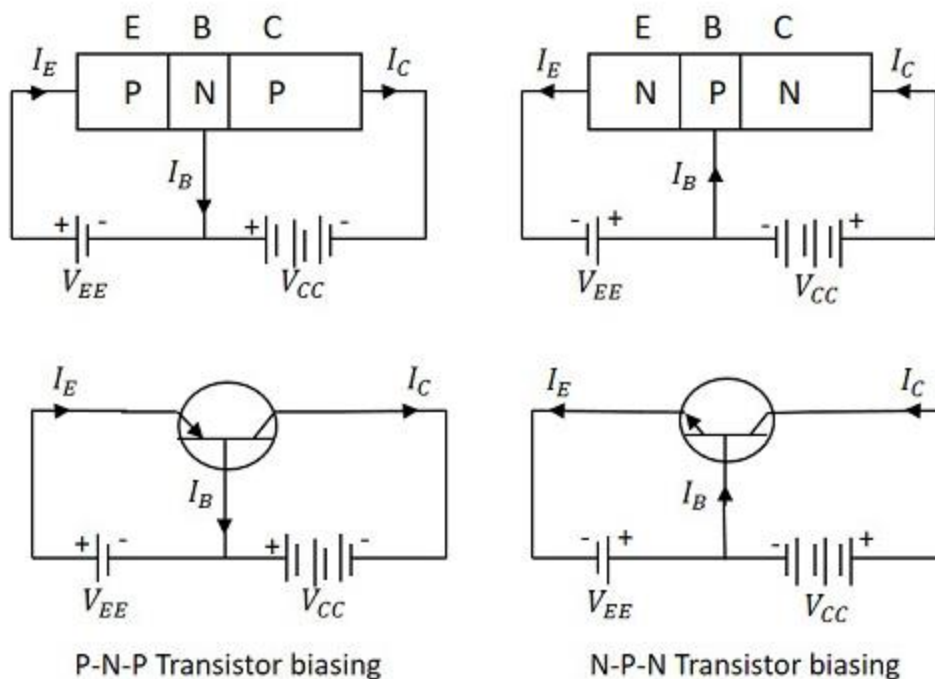 E B C
E B C
I_E
P N P
I_C
I_E
N P N
I_C
I_B
I_B
+ - + -
- + - +
V_EE
V_CC
V_EE
V_CC
I_E
I_C
I_E
I_C
I_B
I_B
+ - + -
- + - +
V_EE
V_CC
V_EE
V_CC
P-N-P Transistor biasing
N-P-N Transistor biasing